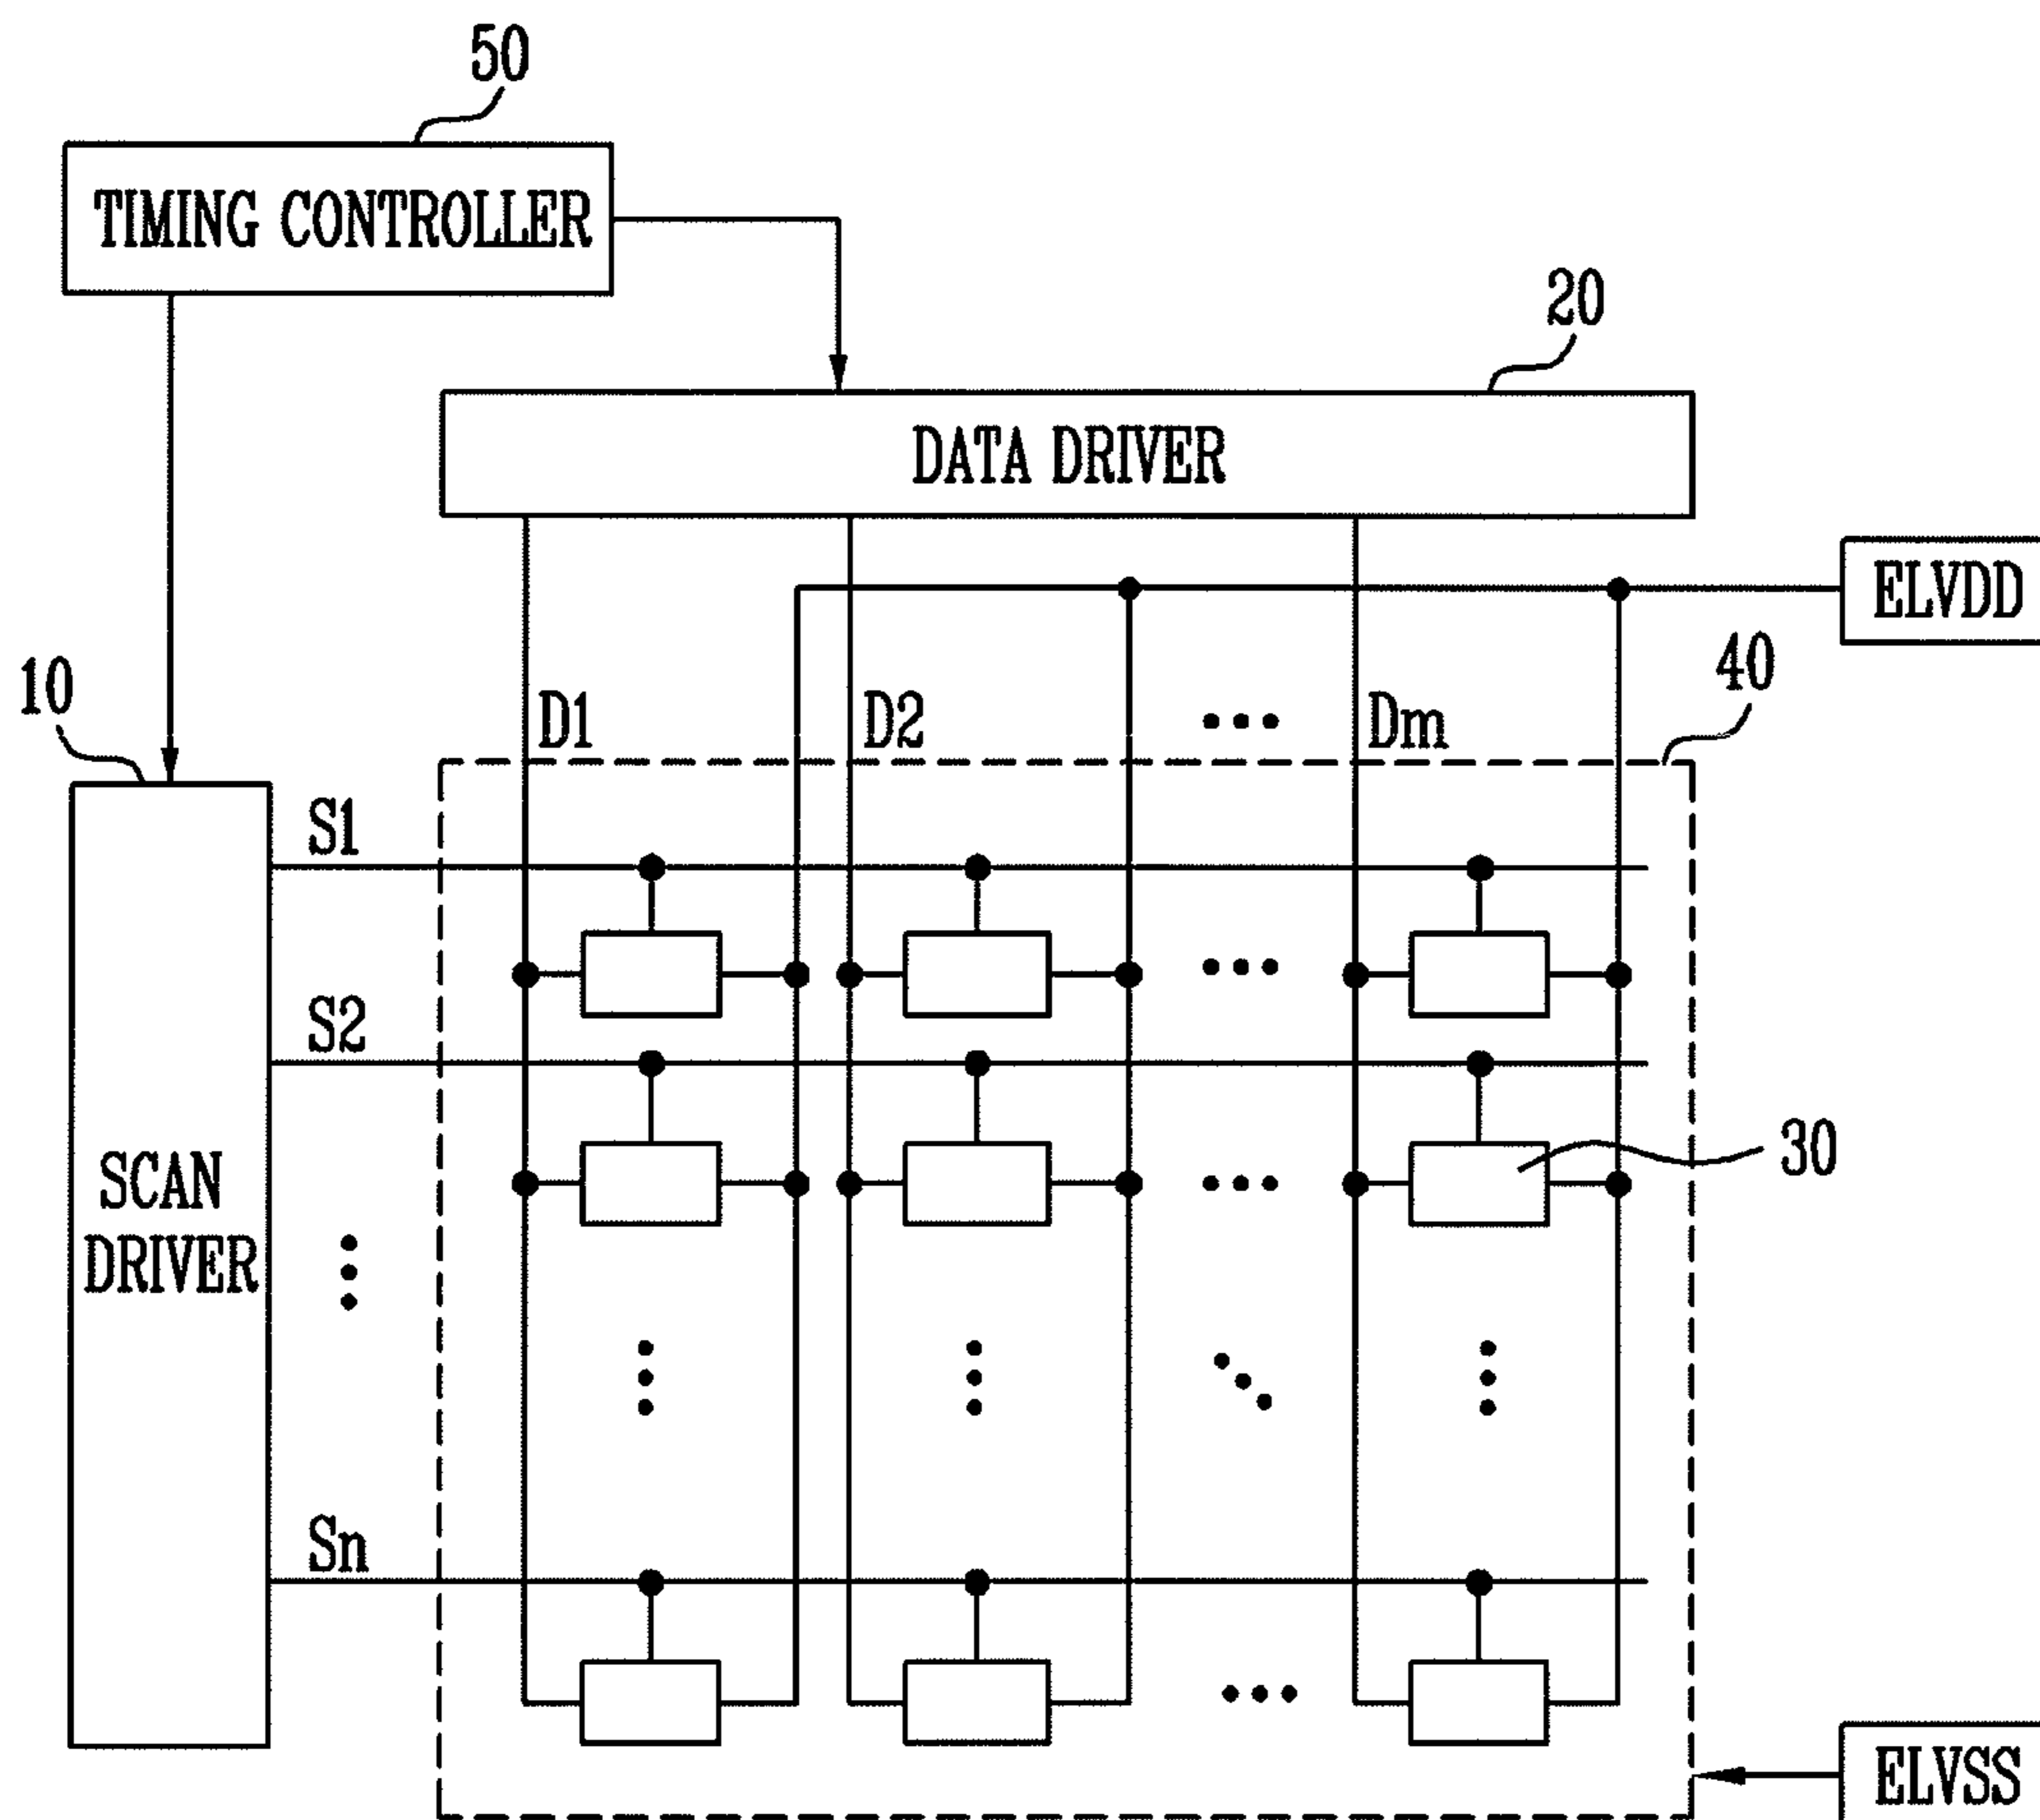 50
TIMING CONTROLLER
20
DATA DRIVER
ELVDD
40
10
D1 D2 Dm
S1
S2
30
SCAN
DRIVER
Sn
ELVSS